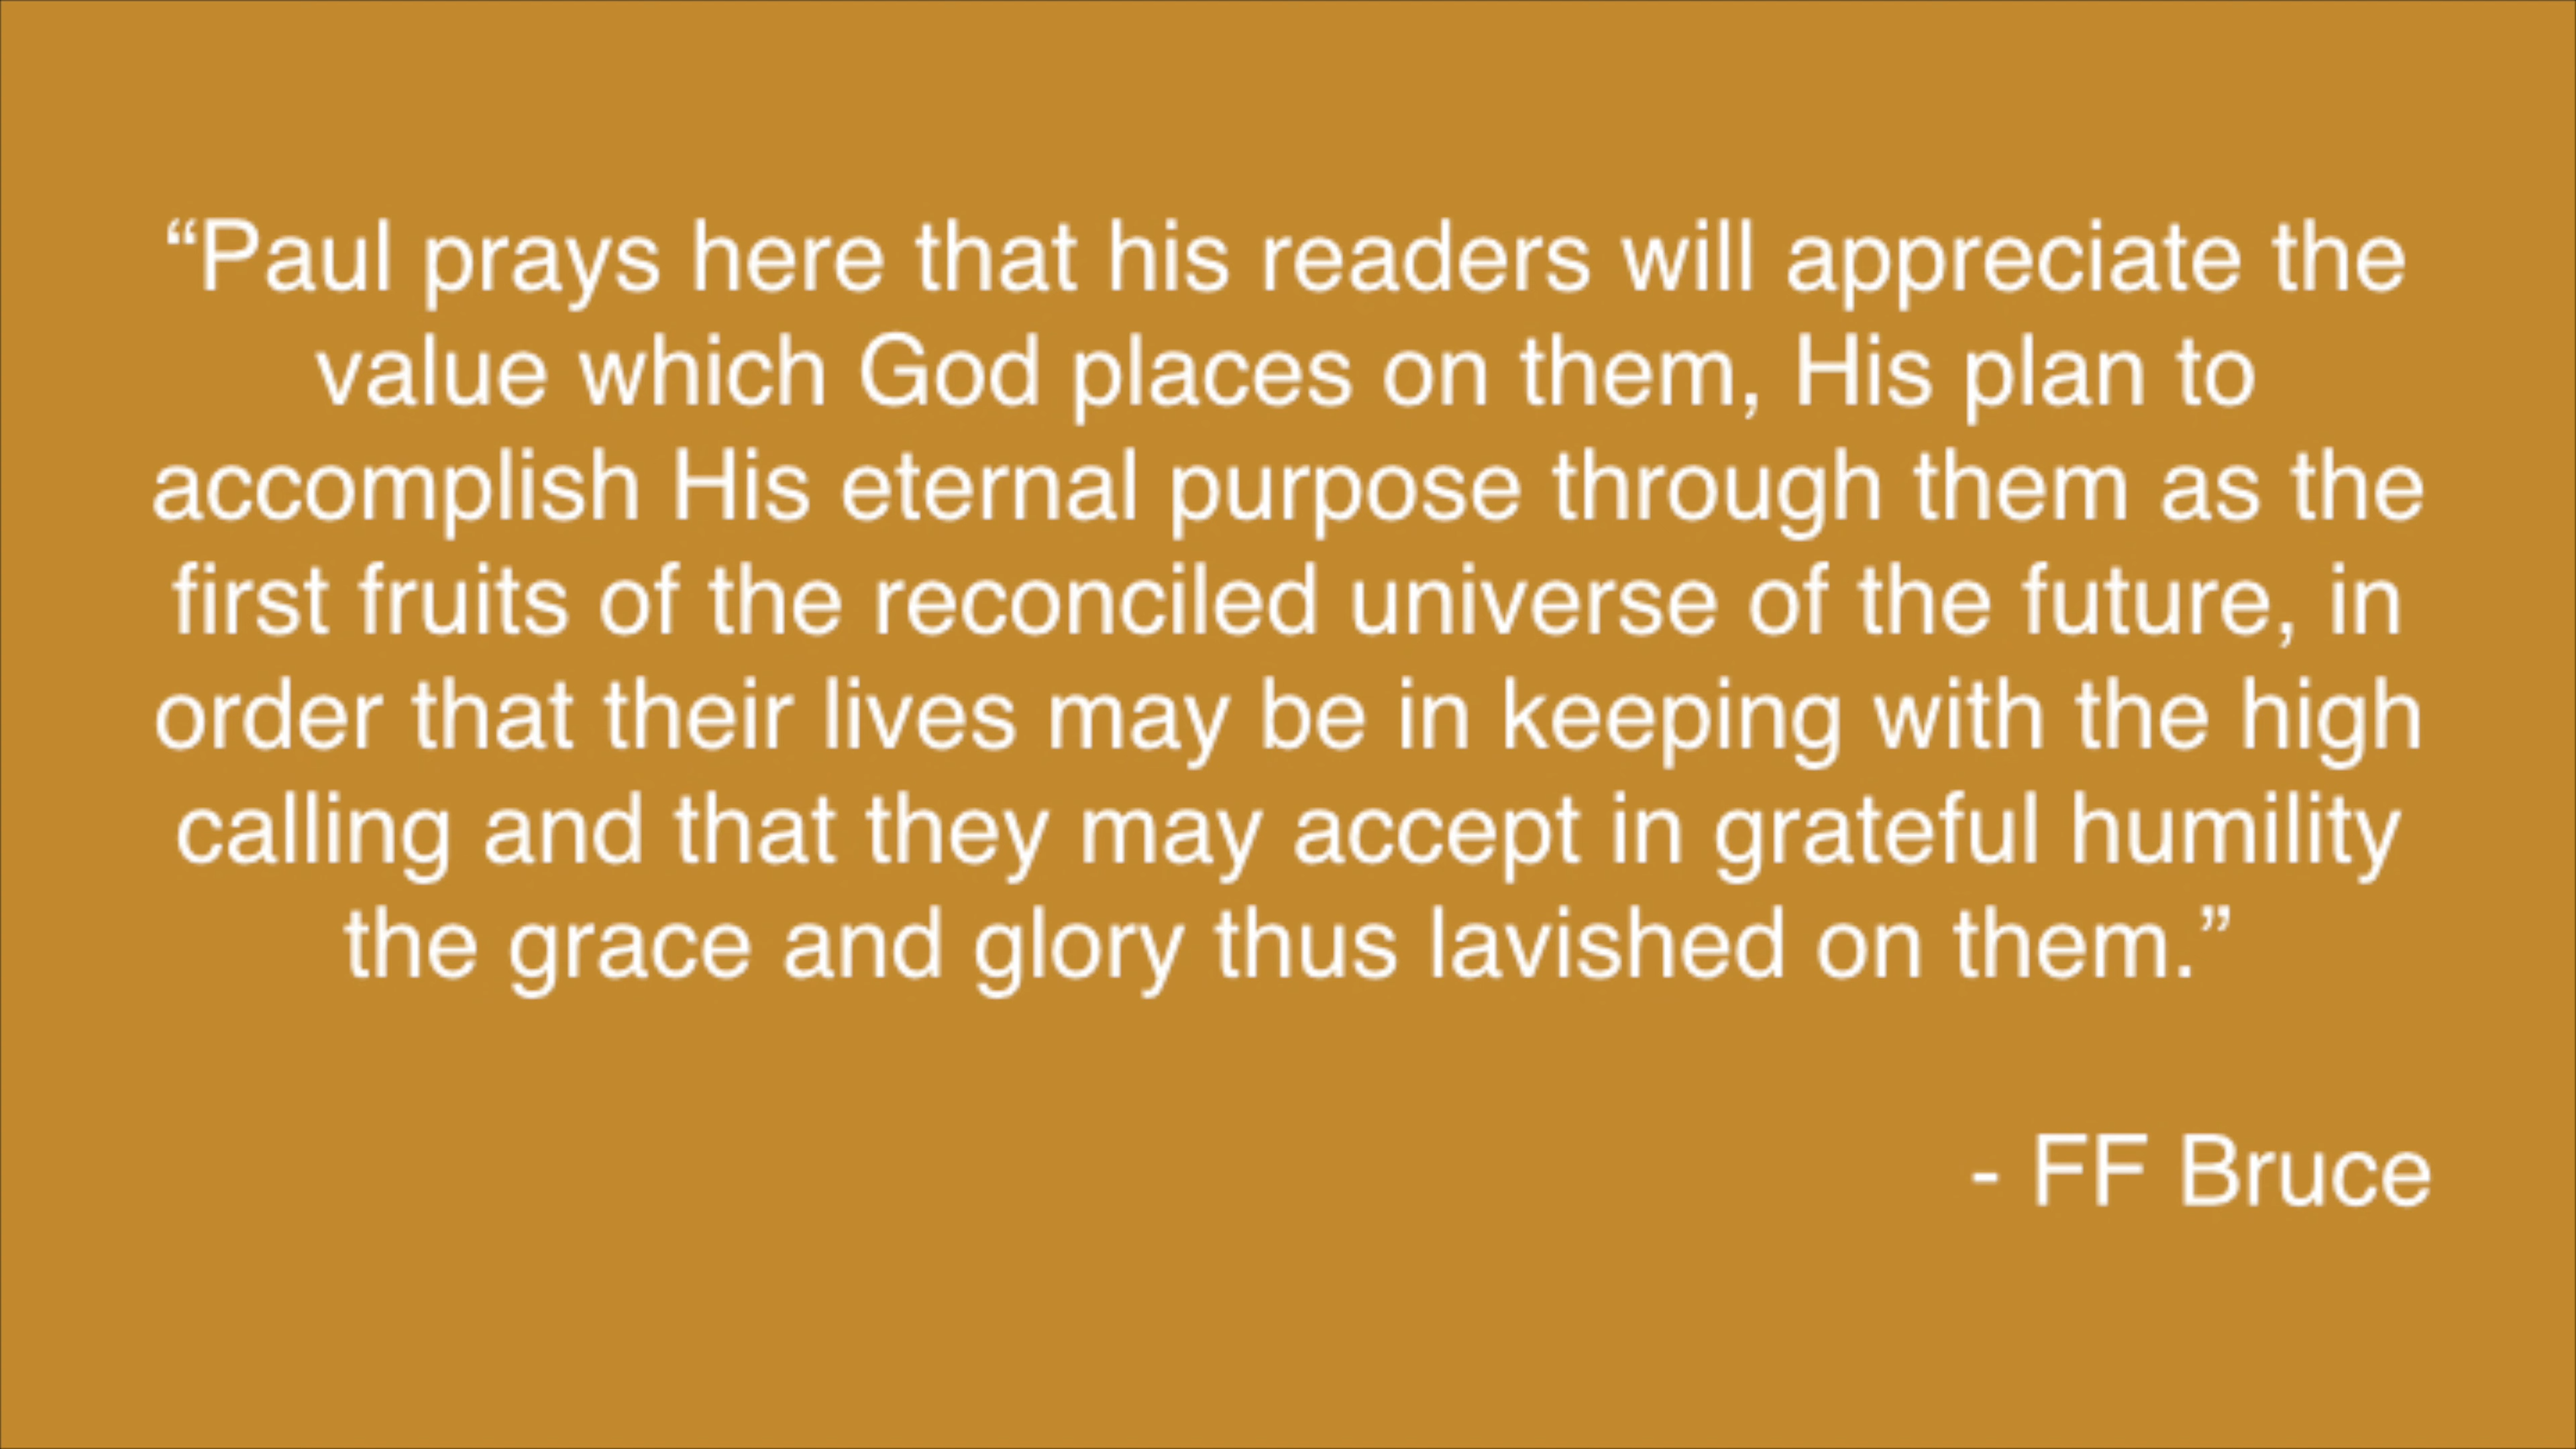 “Paul prays here that his readers will appreciate the
value which God places on them, His plan to
accomplish His eternal purpose through them as the
first fruits of the reconciled universe of the future, in
order that their lives may be in keeping with the high
calling and that they may accept in grateful humility
the grace and glory thus lavished on them.”
- FF Bruce